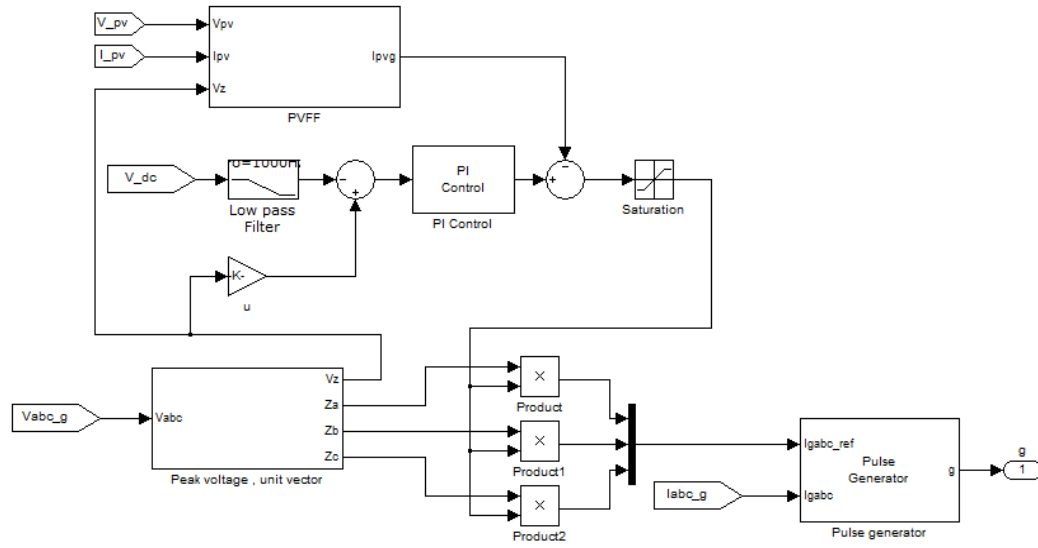 V_pv
Vpv
I_pv
Ipv
Ipvg
Vz
PVFF
V_dc
Low pass
Filter
-
+
PI
Control
PI Control
-
+
Saturation
-K-
u
Vabc_g
Vabc
Vz
Za
Zb
Zc
Peak voltage , unit vector
×
Product
×
Product1
×
Product2
Iabc_g
Igabc_ref
Igabc
Pulse
Generator
g
Pulse generator
g
1